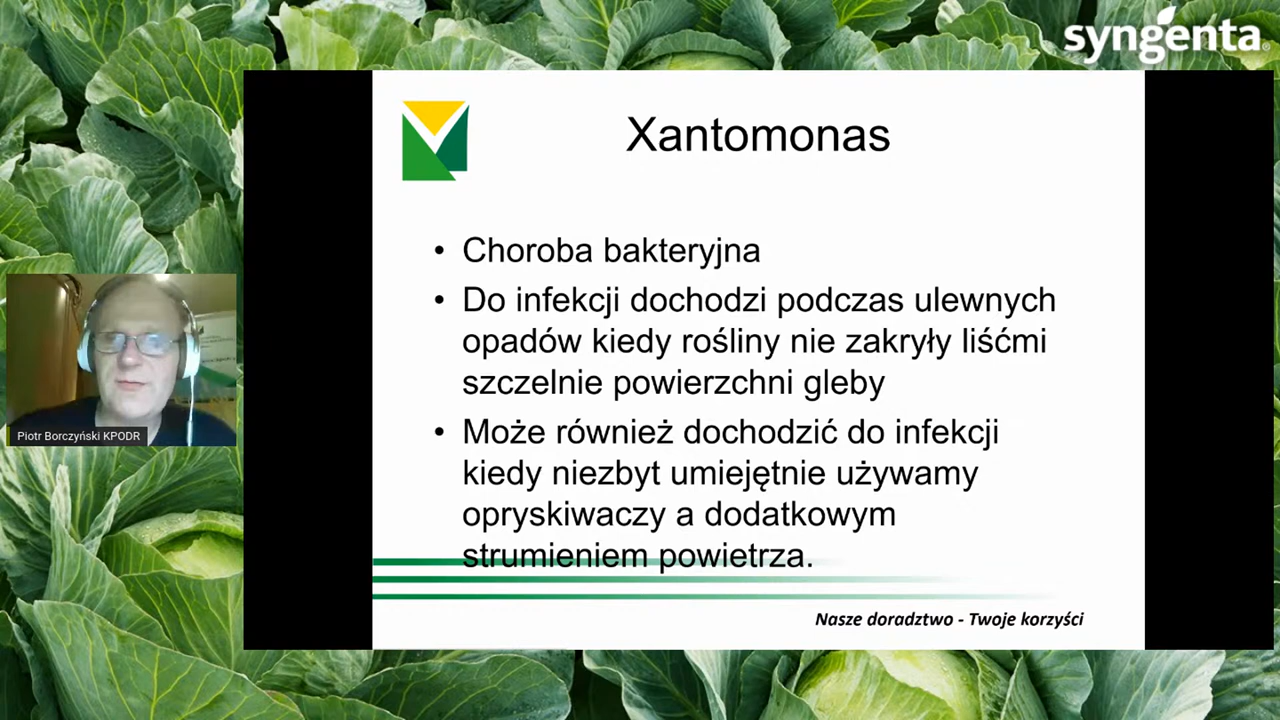 syngenta
Xantomonas
• Choroba bakteryjna
• Do infekcji dochodzi podczas ulewnych
opadów kiedy rośliny nie zakryły liśćmi
szczelnie powierzchni gleby
• Może również dochodzić do infekcji
kiedy niezbyt umiejętnie używamy
opryskiwaczy a dodatkowym
strumieniem powietrza.
Nasze doradztwo - Twoje korzyści
Piotr Borczyński KPODR